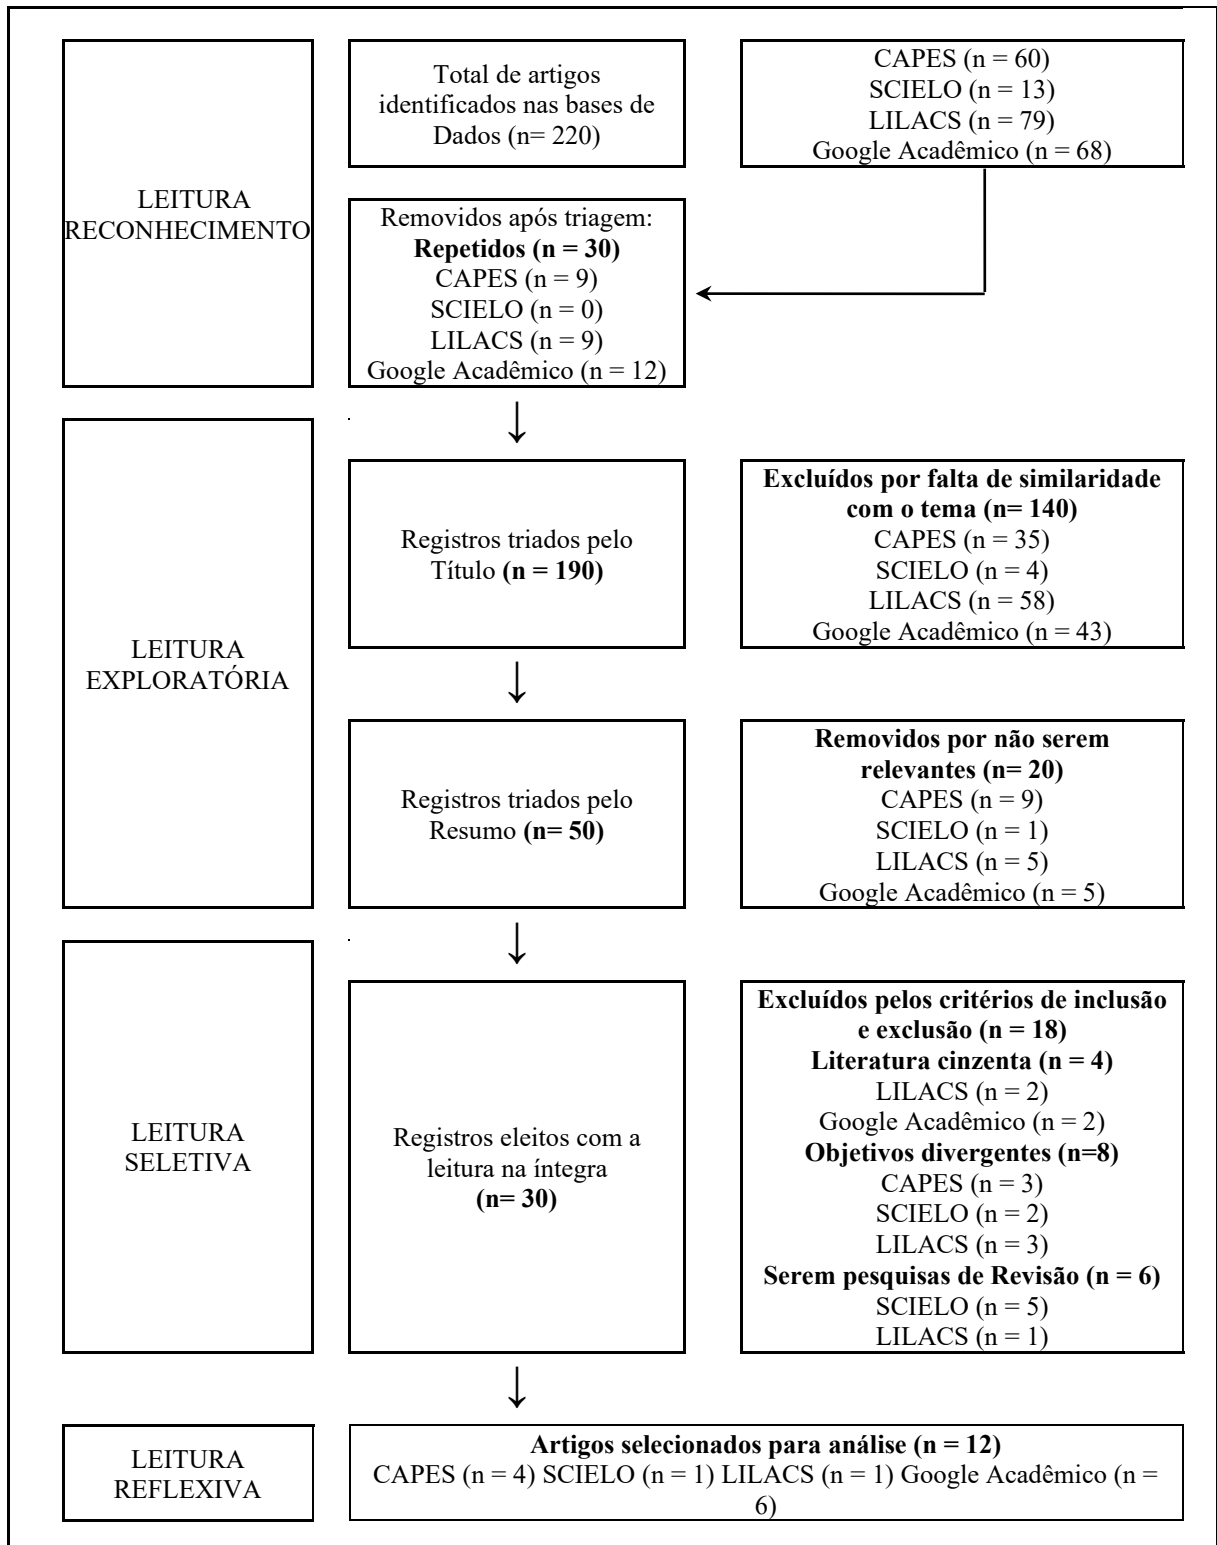 LEITURA
RECONHECIMENTO
Total de artigos
identificados nas bases de
Dados (n= 220)
CAPES (n = 60)
SCIELO (n = 13)
LILACS (n = 79)
Google Acadêmico (n = 68)
Removidos após triagem:
Repetidos (n = 30)
CAPES (n = 9)
SCIELO (n = 0)
LILACS (n = 9)
Google Acadêmico (n = 12)
LEITURA
EXPLORATÓRIA
Registros triados pelo
Título (n = 190)
Excluídos por falta de similaridade
com o tema (n= 140)
CAPES (n = 35)
SCIELO (n = 4)
LILACS (n = 58)
Google Acadêmico (n = 43)
Registros triados pelo
Resumo (n= 50)
Removidos por não serem
relevantes (n= 20)
CAPES (n = 9)
SCIELO (n = 1)
LILACS (n = 5)
Google Acadêmico (n = 5)
LEITURA
SELETIVA
Registros eleitos com a
leitura na íntegra
(n= 30)
Excluídos pelos critérios de inclusão
e exclusão (n = 18)
Literatura cinzenta (n = 4)
LILACS (n = 2)
Google Acadêmico (n = 2)
Objetivos divergentes (n=8)
CAPES (n = 3)
SCIELO (n = 2)
LILACS (n = 3)
Serem pesquisas de Revisão (n = 6)
SCIELO (n = 5)
LILACS (n = 1)
LEITURA
REFLEXIVA
Artigos selecionados para análise (n = 12)
CAPES (n = 4) SCIELO (n = 1) LILACS (n = 1) Google Acadêmico (n =
6)